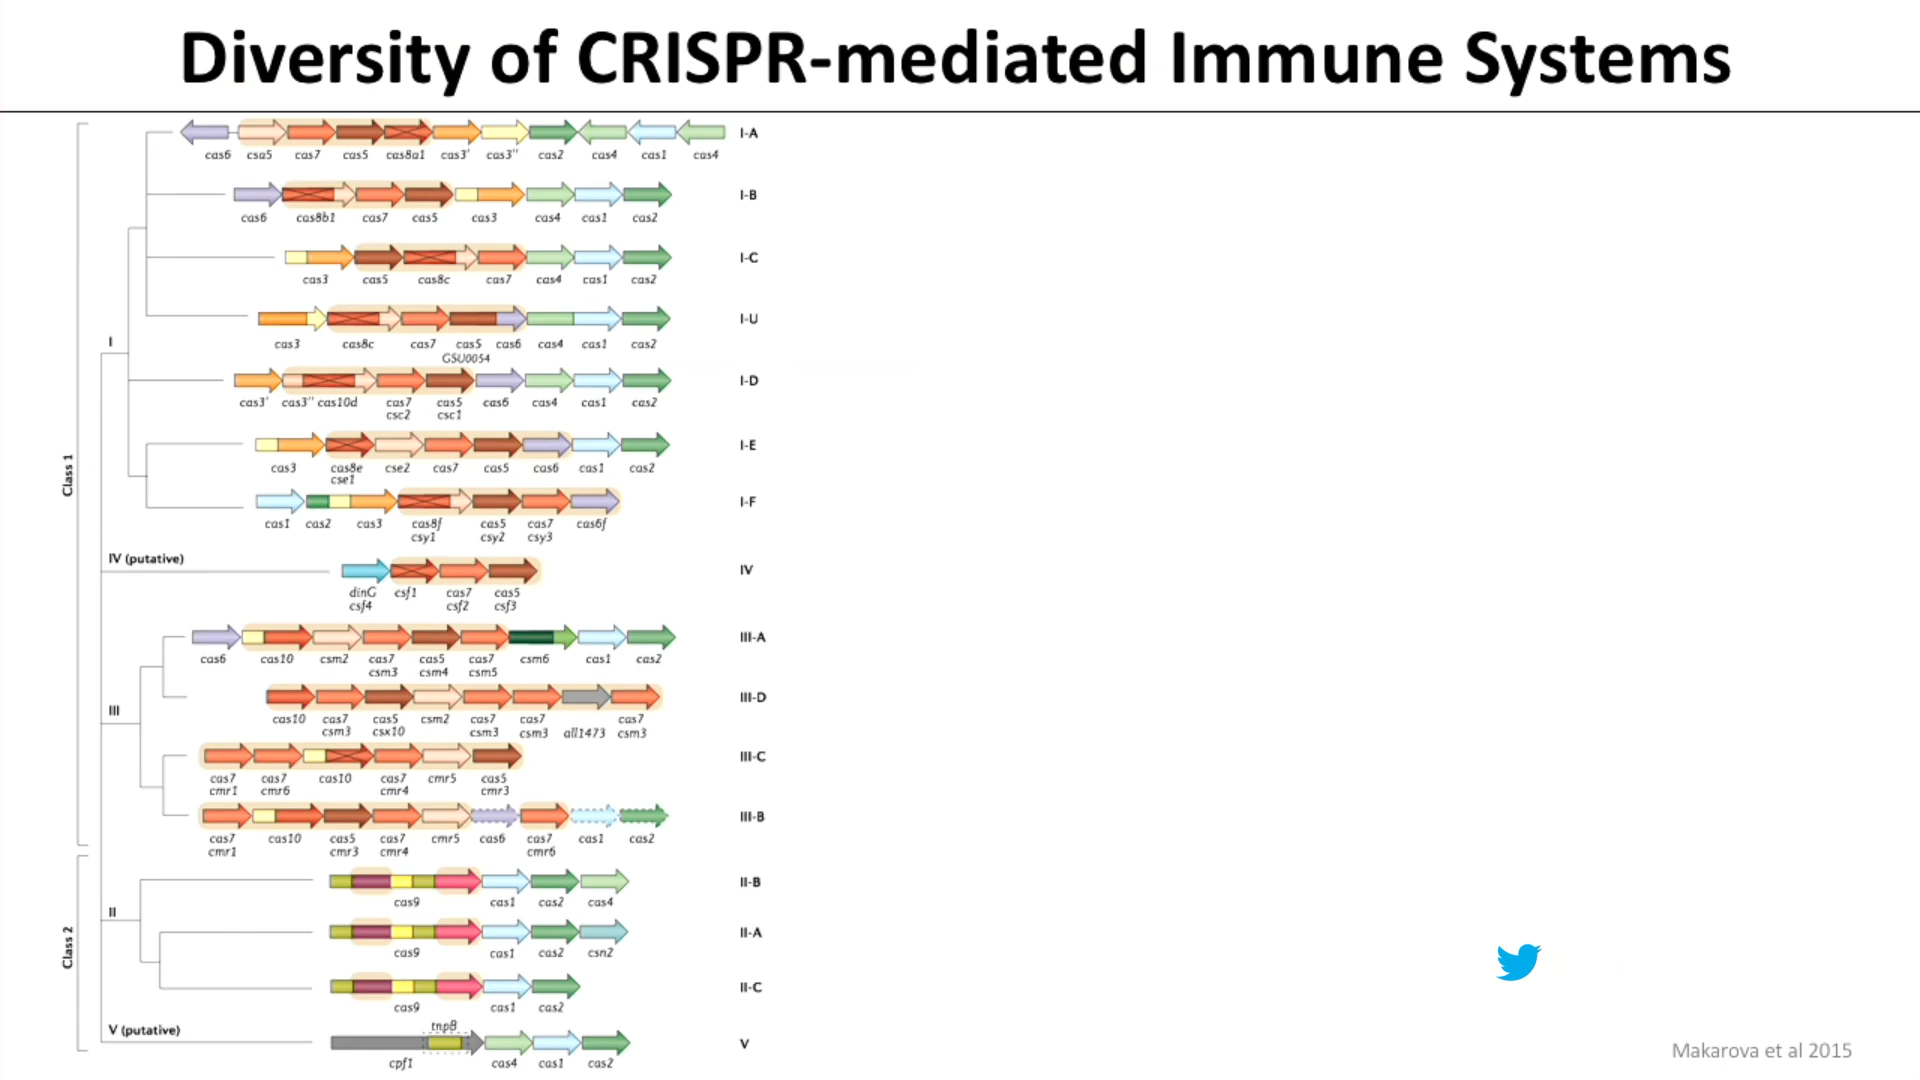 Diversity of CRISPR-mediated Immune Systems
Class 1
I
cas6 csa5 cas7 cas5 cas8a1 cas3' cas3'' cas2 cas4 cas1 cas4
I-A
cas6 cas8b1 cas7 cas5 cas3 cas4 cas1 cas2
I-B
cas3 cas5 cas8c cas7 cas4 cas1 cas2
I-C
cas3 cas8c cas7 cas5 cas6 cas4 cas1 cas2
GSU0054
I-U
cas3' cas3'' cas10d cas7 cas5 cas6 cas4 cas1 cas2
csc2 csc1
I-D
cas3 cas8e cse2 cas7 cas5 cas6 cas1 cas2
cse1
I-E
cas1 cas2 cas3 cas8f cas5 cas7 cas6f
csy1 csy2 csy3
I-F
IV (putative)
dinG csf1 cas7 cas5
csf4 csf2 csf3
IV
III
cas6 cas10 csm2 cas7 cas5 cas7 csm6 cas1 cas2
csm3 csm4 csm5
III-A
cas10 cas7 cas5 csm2 cas7 cas7 cas7
csm3 csx10 csm3 csm3 all1473 csm3
III-D
cas7 cas7 cas10 cas7 cmr5 cas5
cmr1 cmr6 cmr4 cmr3
III-C
cas7 cas10 cas5 cas7 cmr5 cas6 cas7 cas1 cas2
cmr1 cmr3 cmr4 cmr6
III-B
Class 2
II
cas9 cas1 cas2 cas4
II-B
cas9 cas1 cas2 csn2
II-A
cas9 cas1 cas2
II-C
V (putative)
tnpB
cpf1 cas4 cas1 cas2
V
Makarova et al 2015